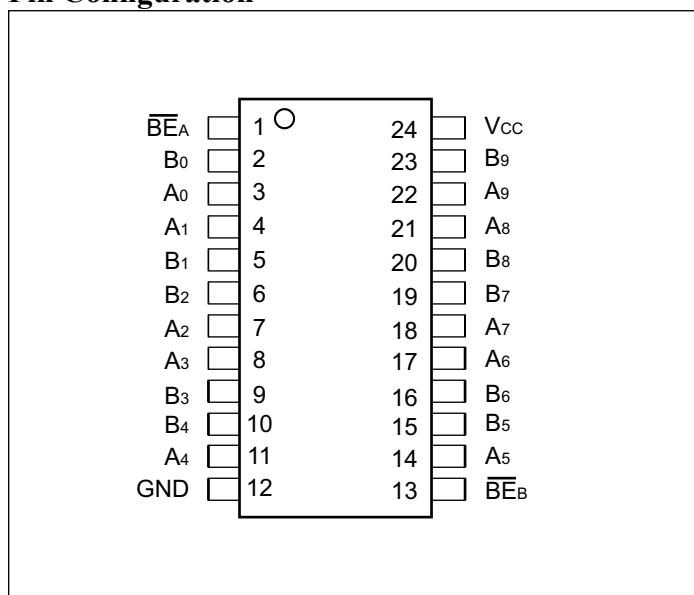 Pin Configuration
B̅E̅A 1 24 VCC
B0 2 23 B9
A0 3 22 A9
A1 4 21 A8
B1 5 20 B8
B2 6 19 B7
A2 7 18 A7
A3 8 17 A6
B3 9 16 B6
B4 10 15 B5
A4 11 14 A5
GND 12 13 B̅E̅B